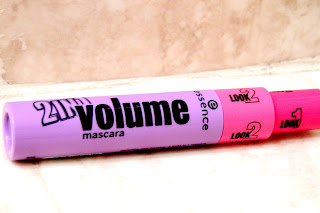 2in1
volume
mascara
essence
LOOK 2
LOOK 2
LOOK 1